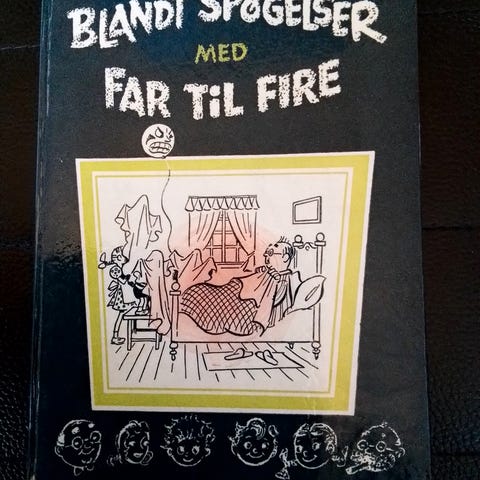 BLANDT SPØGELSER
MED
FAR TiL FIRE